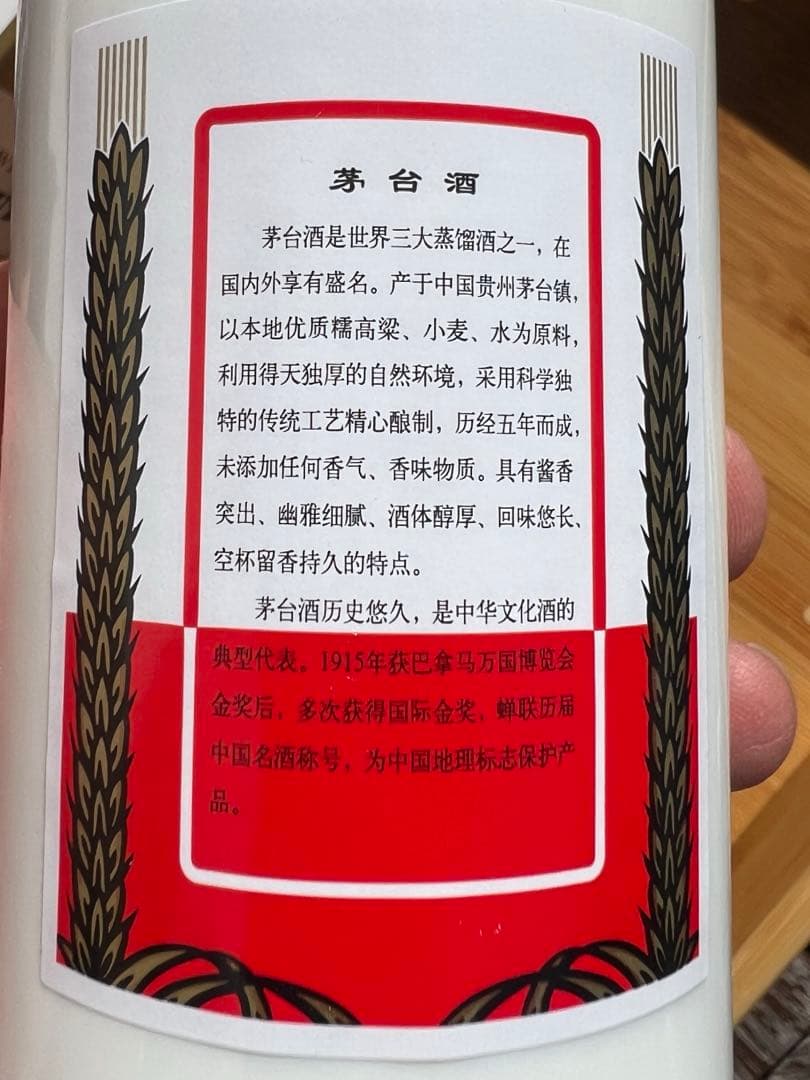 茅台酒
茅台酒是世界三大蒸馏酒之一，在
国内外享有盛名。产于中国贵州茅台镇，
以本地优质糯高粱、小麦、水为原料，
利用得天独厚的自然环境，采用科学独
特的传统工艺精心酿制，历经五年而成，
未添加任何香气、香味物质。具有酱香
突出、幽雅细腻、酒体醇厚、回味悠长、
空杯留香持久的特点。
茅台酒历史悠久，是中华文化酒的
典型代表。1915年获巴拿马万国博览会
金奖后，多次获得国际金奖，蝉联历届
中国名酒称号，为中国地理标志保护产
品。